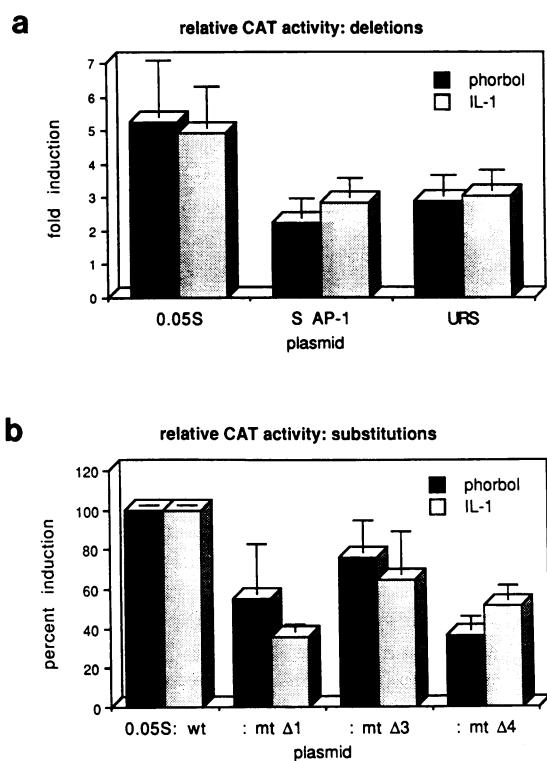 a
relative CAT activity: deletions
7
6
5
4
3
2
1
0
fold induction
phorbol
IL-1
0.05S
S AP-1
URS
plasmid
b
relative CAT activity: substitutions
120
100
80
60
40
20
0
percent induction
phorbol
IL-1
0.05S: wt
: mt Δ1
: mt Δ3
: mt Δ4
plasmid